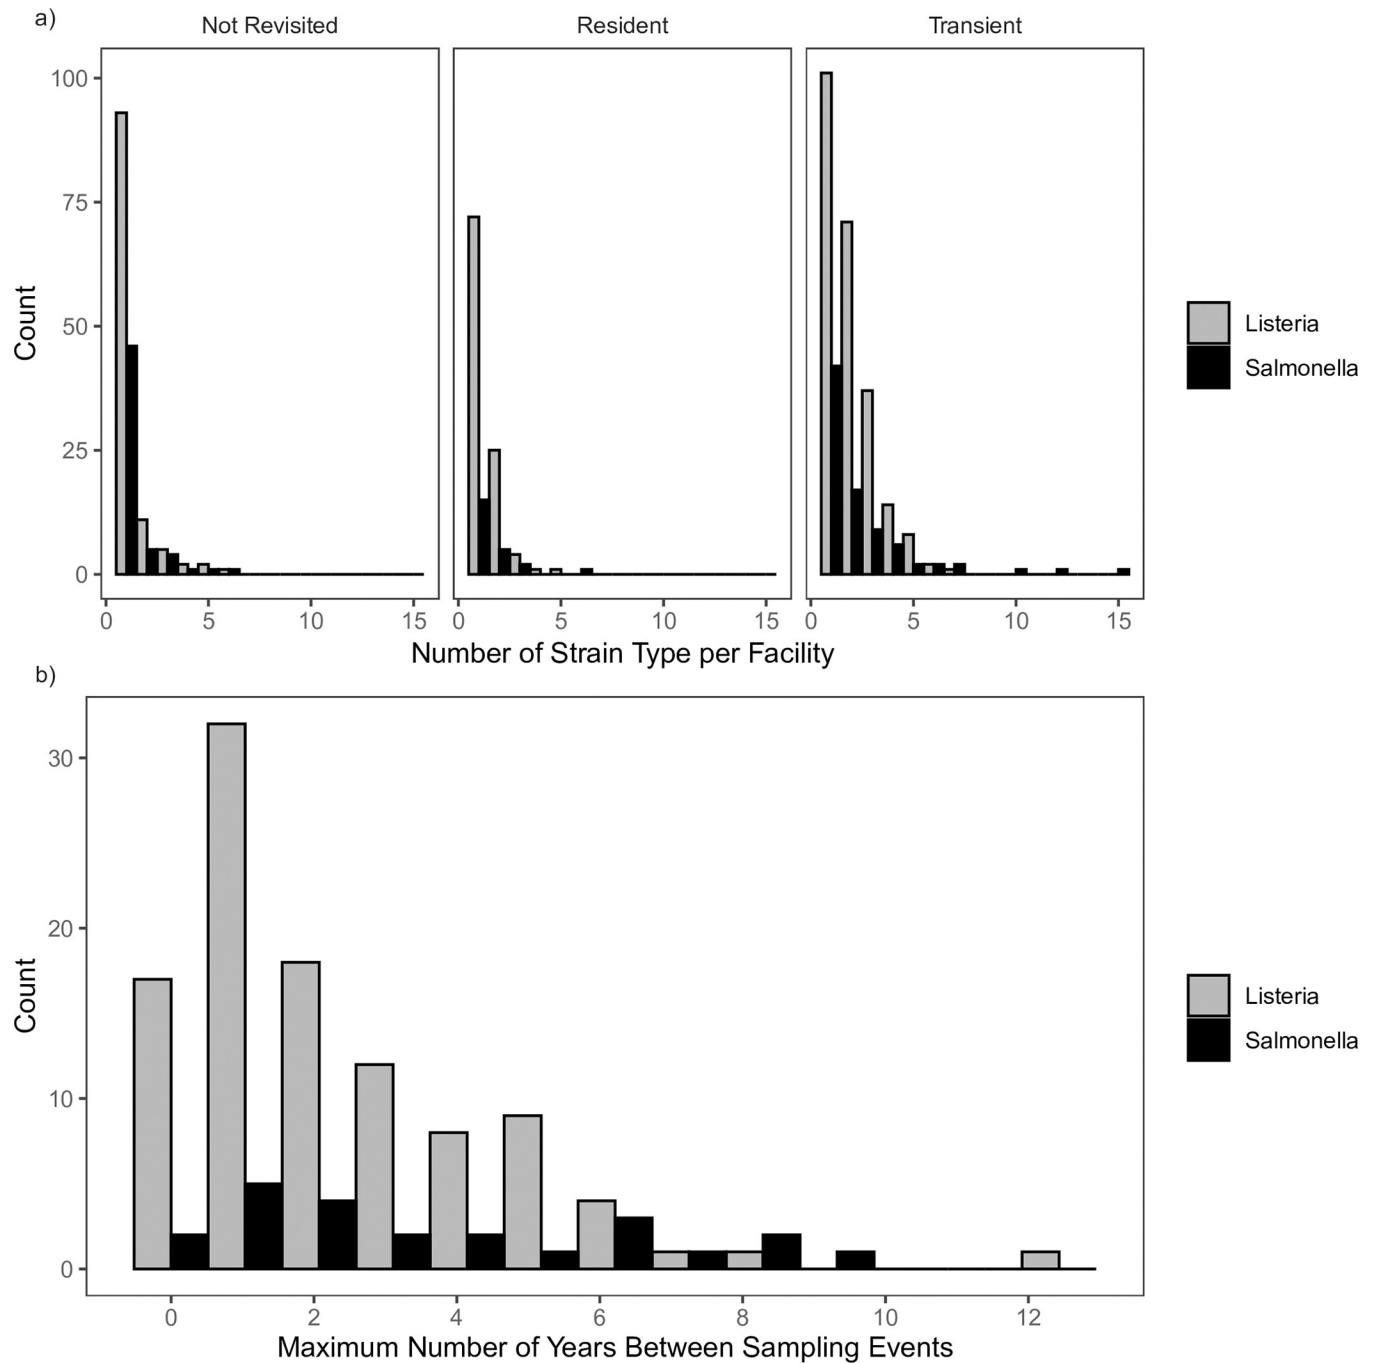 a)
Not Revisited Resident Transient
100
75
50
25
0
Count
0 5 10 15 0 5 10 15 0 5 10 15
Number of Strain Type per Facility
Listeria
Salmonella
b)
30
20
10
0
Count
0 2 4 6 8 10 12
Maximum Number of Years Between Sampling Events
Listeria
Salmonella